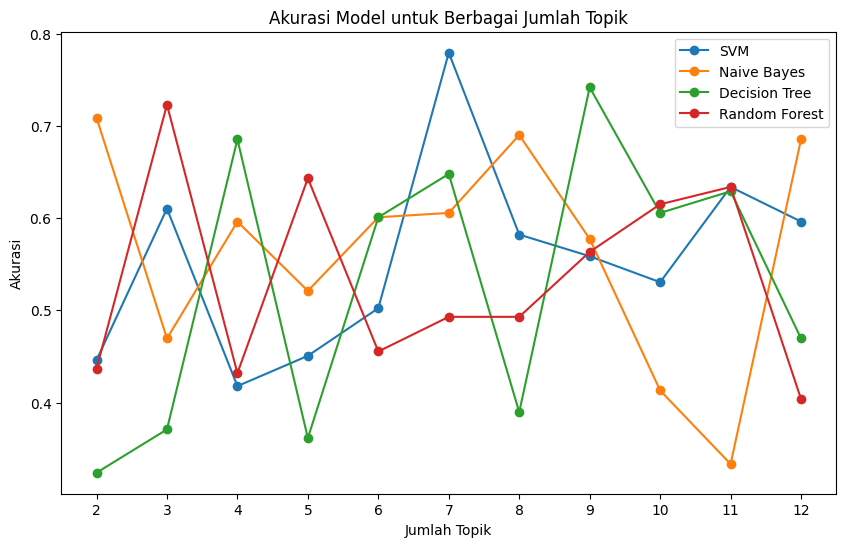 Akurasi Model untuk Berbagai Jumlah Topik
SVM
Naive Bayes
Decision Tree
Random Forest
Akurasi
0.8
0.7
0.6
0.5
0.4
2 3 4 5 6 7 8 9 10 11 12
Jumlah Topik